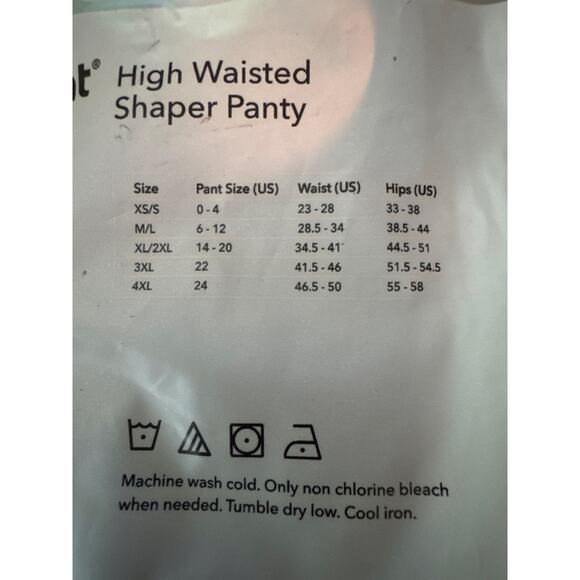 High Waisted
Shaper Panty
Size Pant Size (US) Waist (US) Hips (US)
XS/S 0 - 4 23 - 28 33 - 38
M/L 6 - 12 28.5 - 34 38.5 - 44
XL/2XL 14 - 20 34.5 - 41 44.5 - 51
3XL 22 41.5 - 46 51.5 - 54.5
4XL 24 46.5 - 50 55 - 58
Machine wash cold. Only non chlorine bleach
when needed. Tumble dry low. Cool iron.